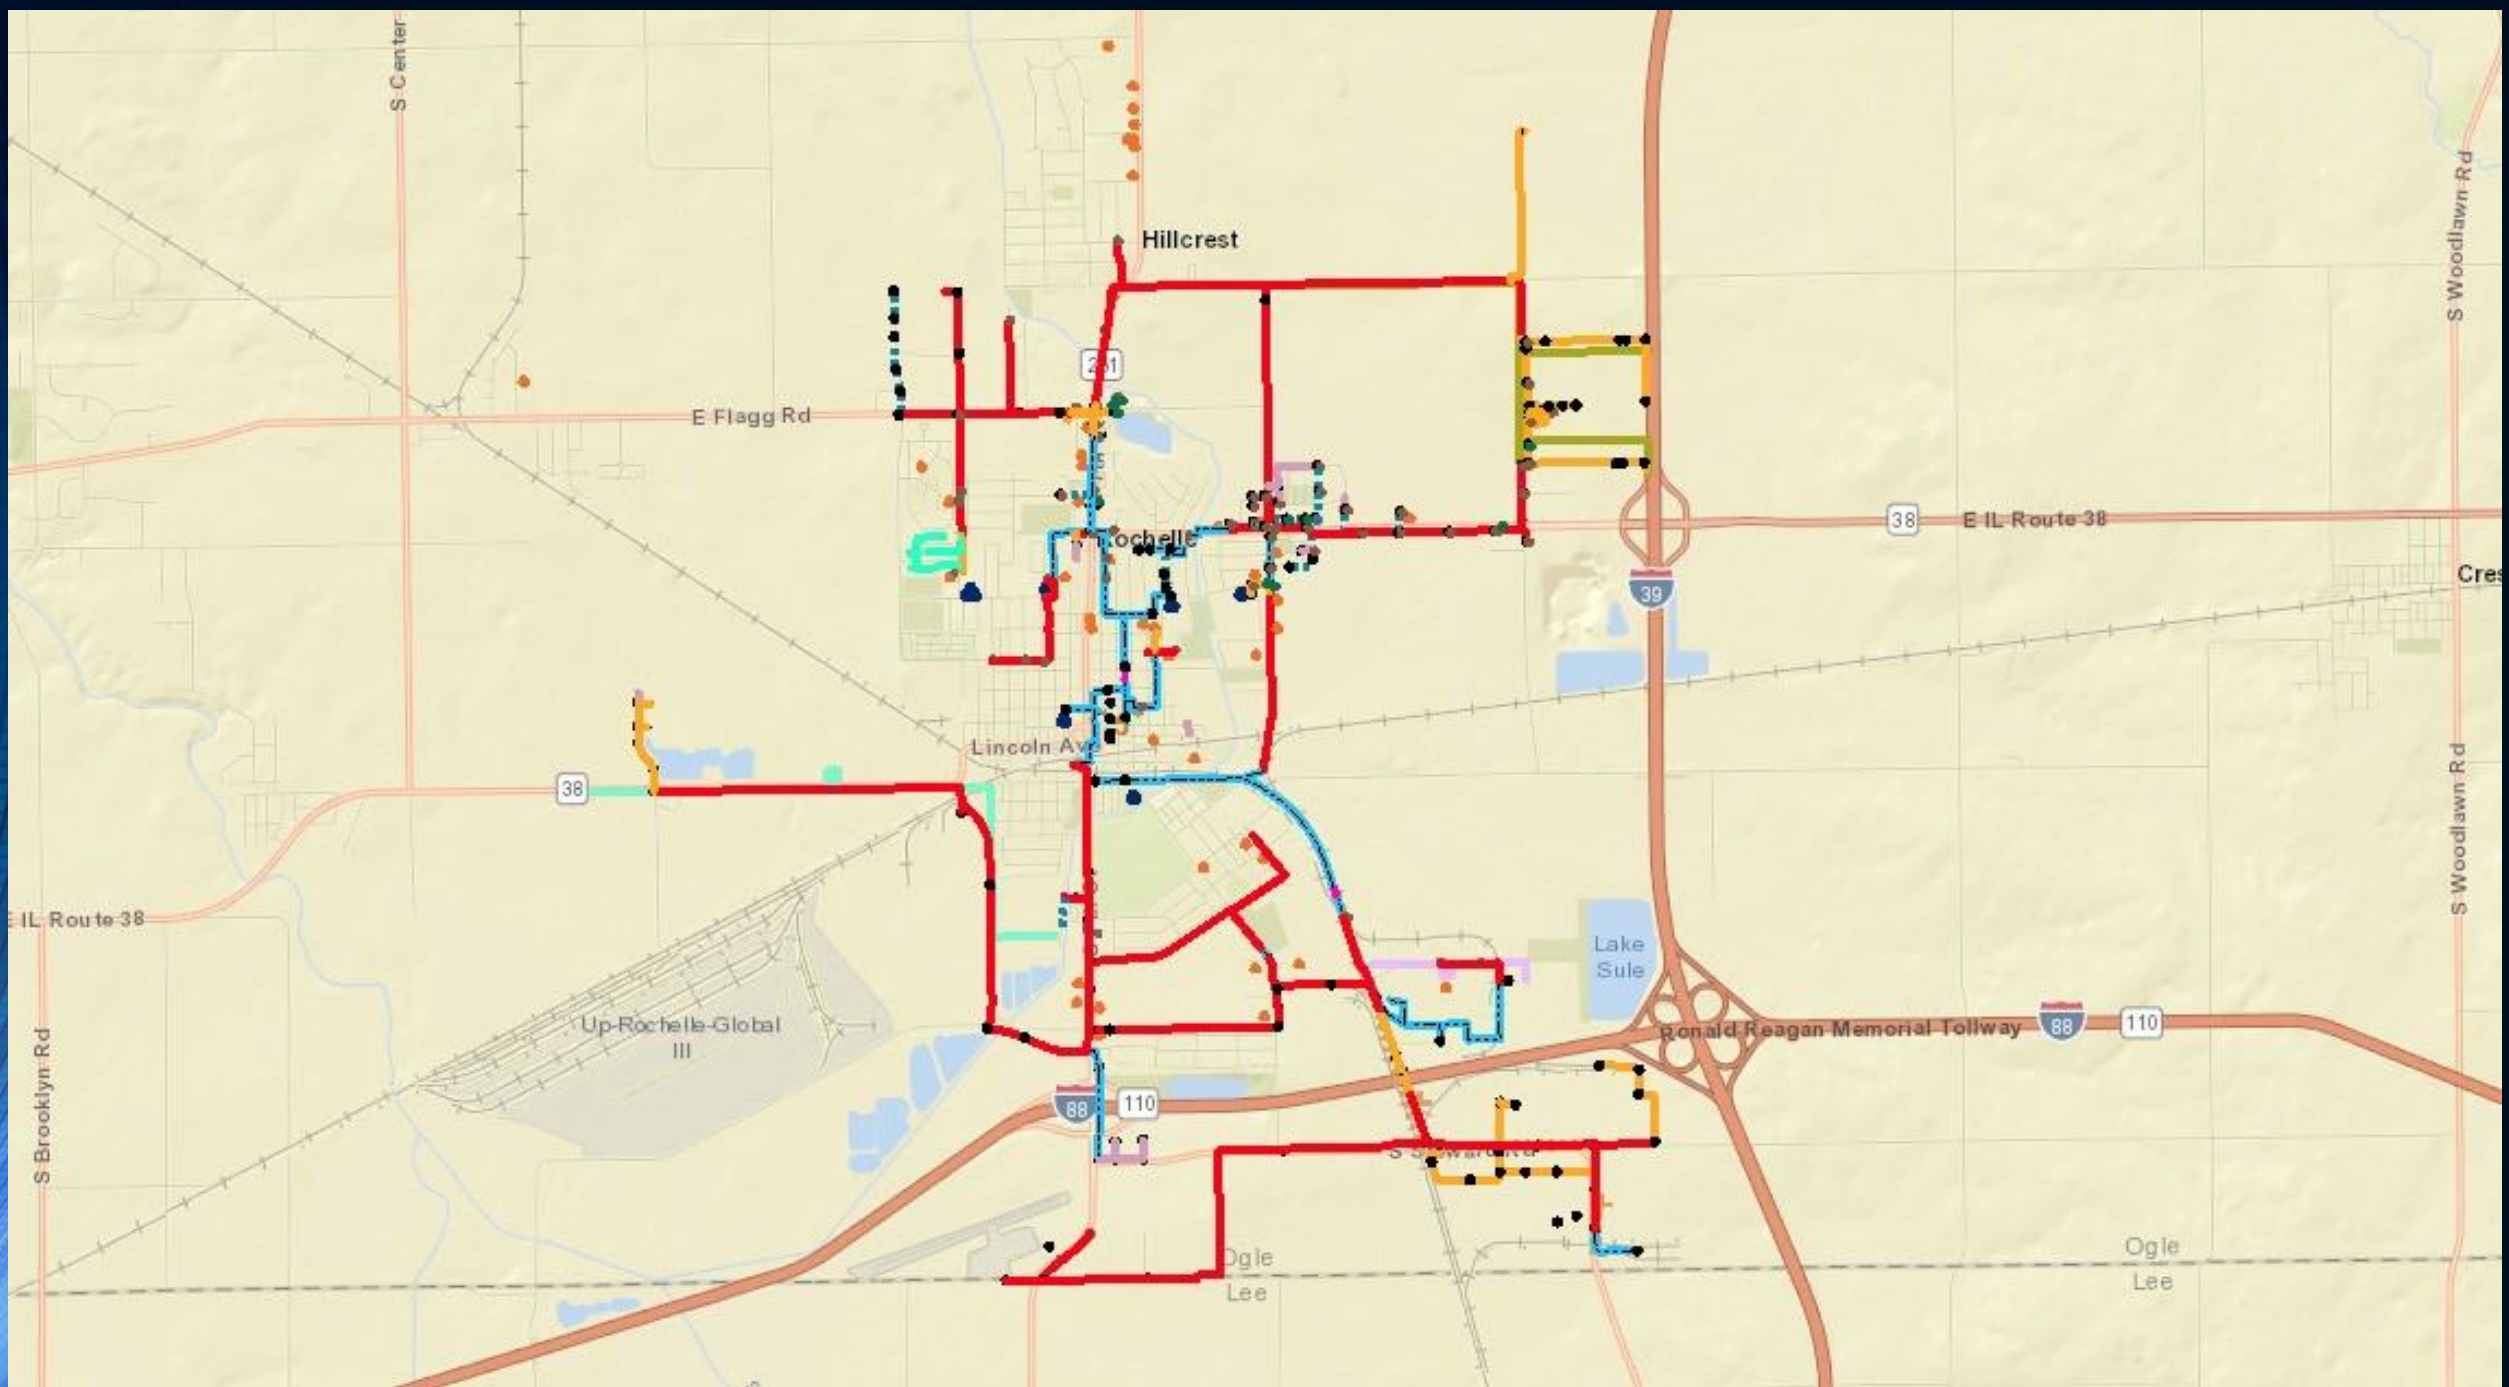 S Center
Hillcrest
S Woodlawn Rd
E Flagg Rd
38
E IL Route 38
Cres
39
Lincoln Av
38
S Woodlawn Rd
E IL Route 38
Lake
Sule
Up-Rochelle-Global
III
Ronald Reagan Memorial Tollway
88
110
S Brooklyn Rd
88
110
Ogle
Lee
Ogle
Lee